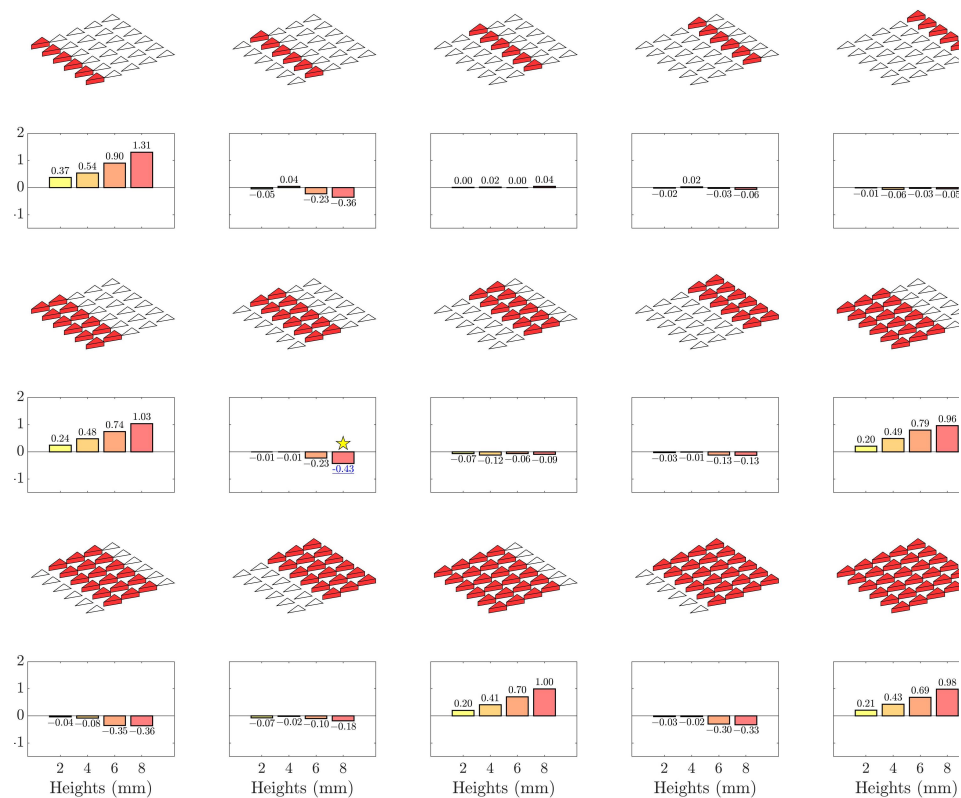 2
1.31
0.90
0.54
0.37
1
0
-1
0.04
−0.05
−0.23
−0.36
0.00 0.02 0.00 0.04
0.02
−0.02 −0.03 −0.06
−0.01 −0.06 −0.03 −0.05
2
1.03
0.74
0.48
0.24
1
0
-1
−0.01 −0.01 −0.23
-0.43
−0.07 −0.12 −0.06 −0.09
−0.03 −0.01 −0.13 −0.13
0.20 0.49 0.79 0.96
2
1
0
-1
−0.04 −0.08 −0.35 −0.36
−0.07 −0.02 −0.10 −0.18
0.20 0.41 0.70 1.00
−0.03 −0.02 −0.30 −0.33
0.21 0.43 0.69 0.98
2 4 6 8
2 4 6 8
2 4 6 8
2 4 6 8
2 4 6 8
Heights (mm)
Heights (mm)
Heights (mm)
Heights (mm)
Heights (mm)